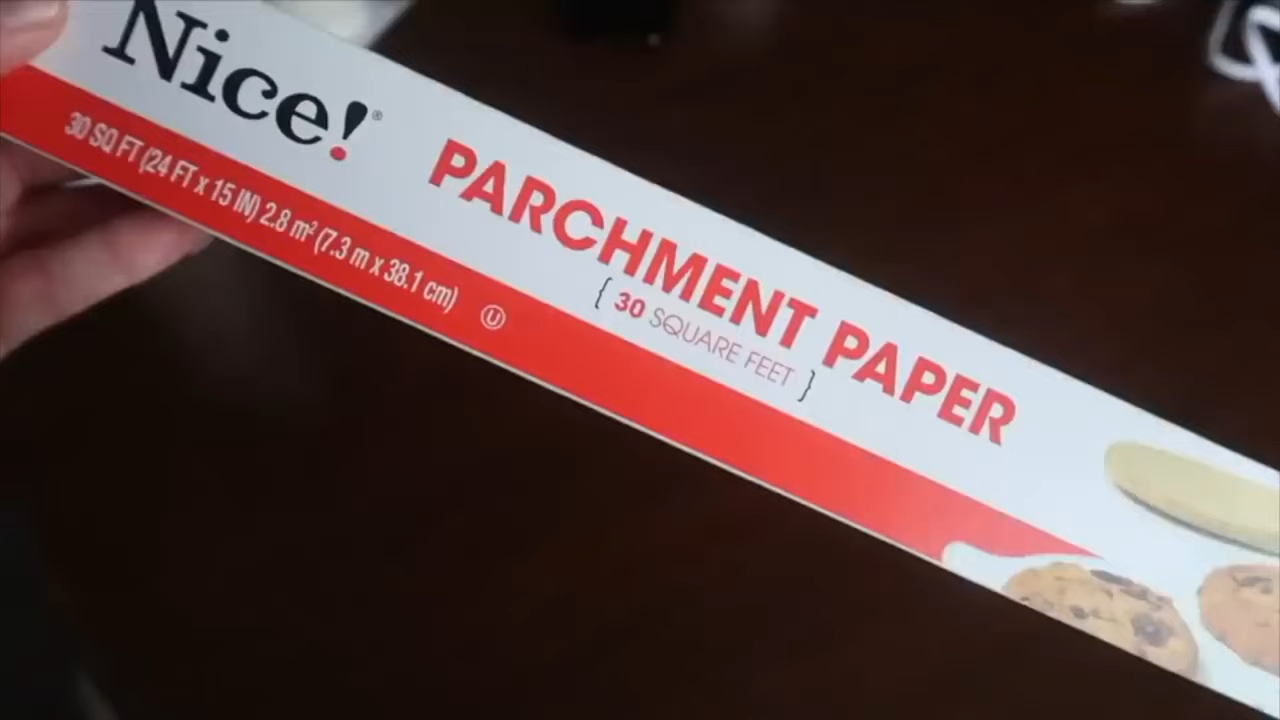 Nice!®
PARCHMENT PAPER
{ 30 SQUARE FEET }
30 SQ FT (24 FT x 15 IN) 2.8 m² (7.3 m x 38.1 cm) Ⓤ